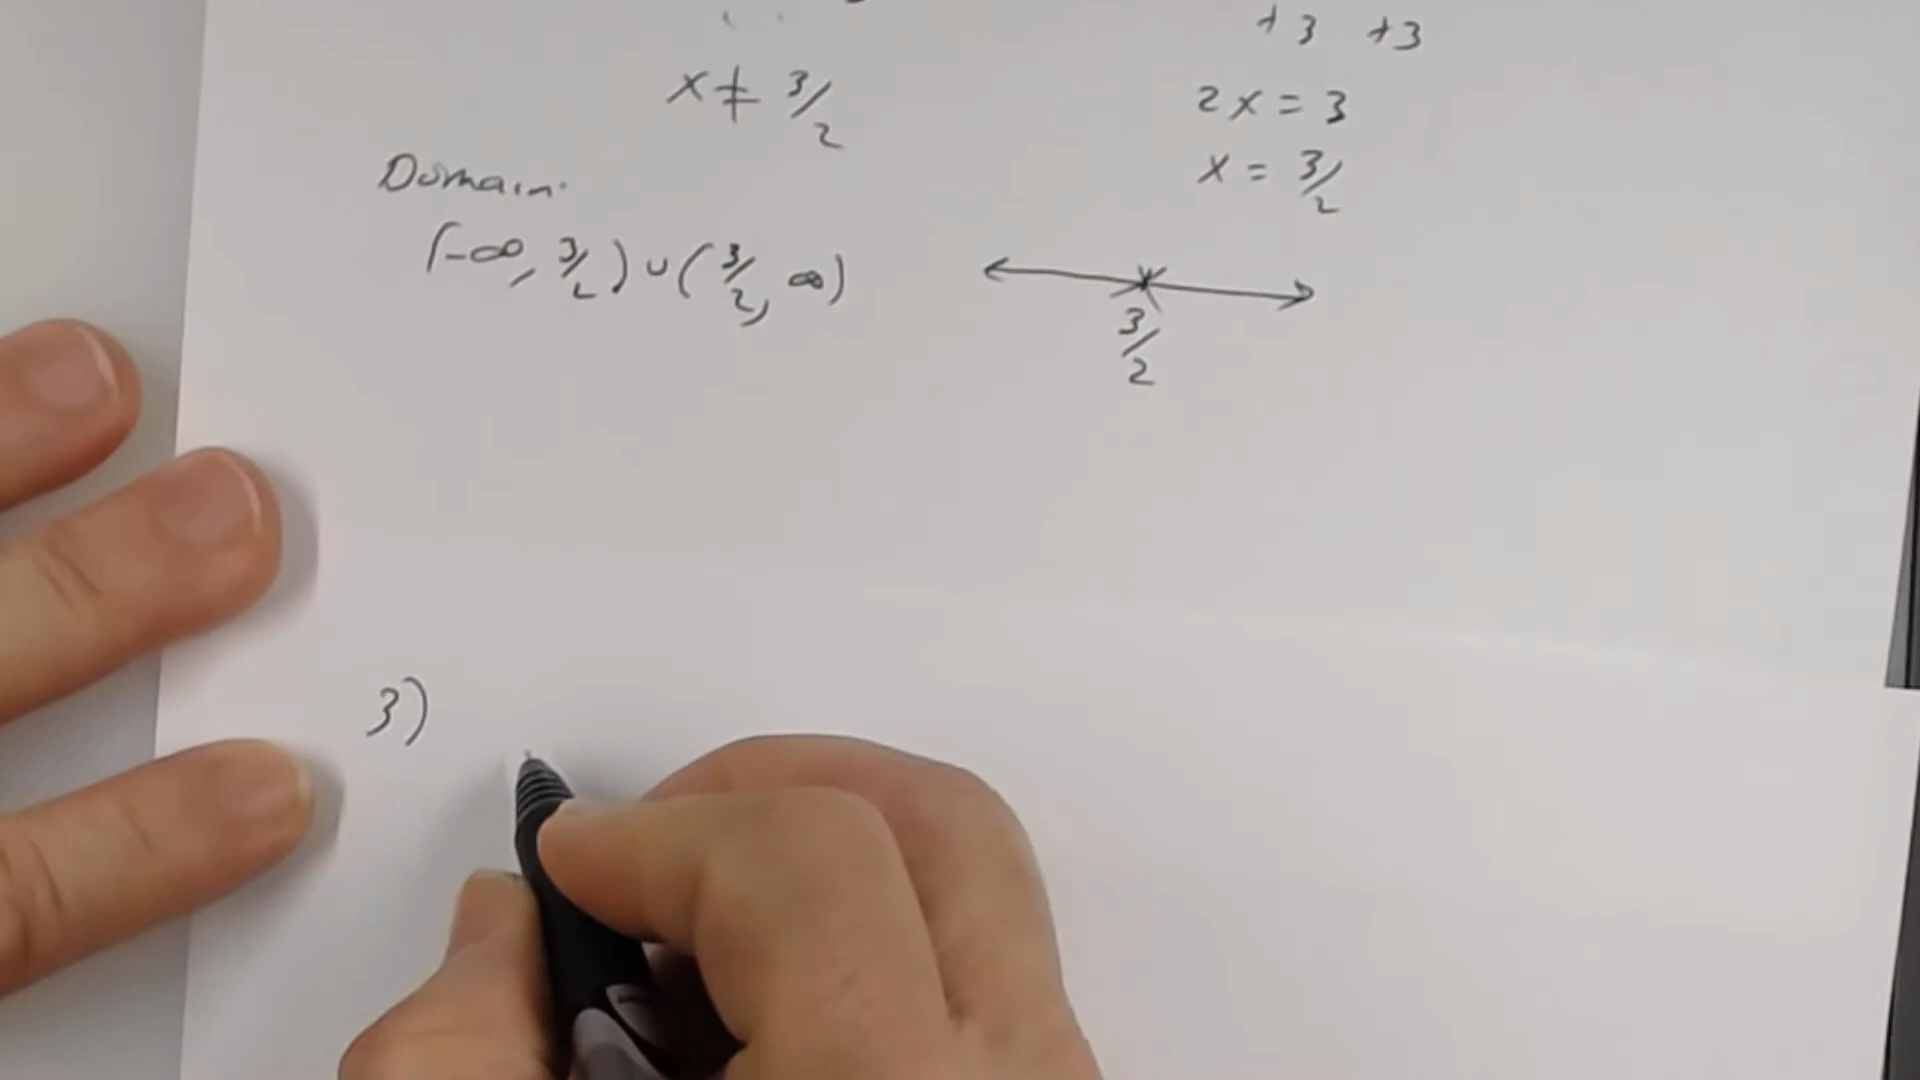 +3 +3
x ≠ 3/2
2x = 3
Domain:
x = 3/2
(-∞, 3/2) ∪ (3/2, ∞)
3/2
3)